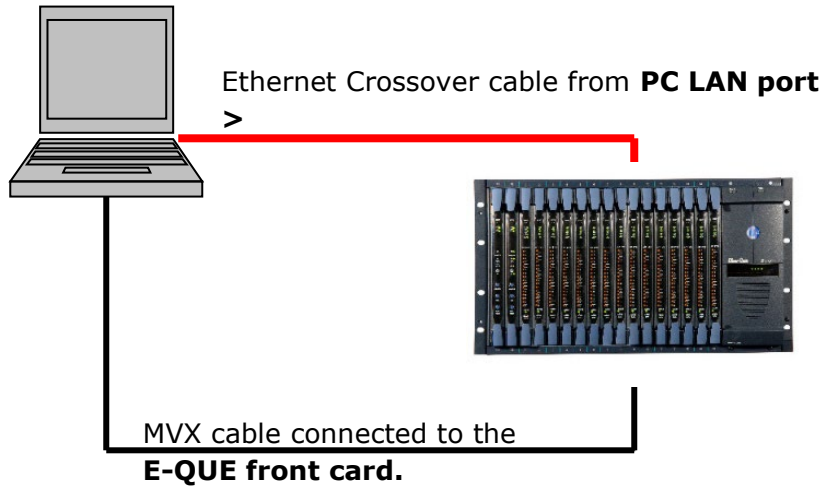 Ethernet Crossover cable from PC LAN port
>
MVX cable connected to the
E-QUE front card.